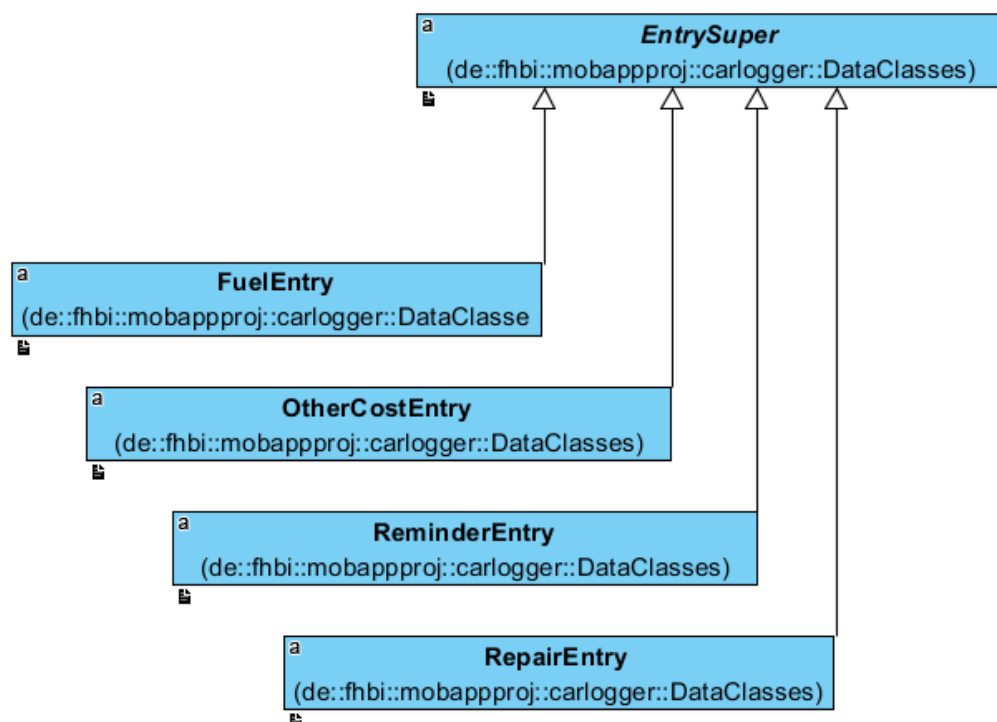 a
EntrySuper
(de::fhbi::mobappproj::carlogger::DataClasses)
a
FuelEntry
(de::fhbi::mobappproj::carlogger::DataClasse
a
OtherCostEntry
(de::fhbi::mobappproj::carlogger::DataClasses)
a
ReminderEntry
(de::fhbi::mobappproj::carlogger::DataClasses)
a
RepairEntry
(de::fhbi::mobappproj::carlogger::DataClasses)